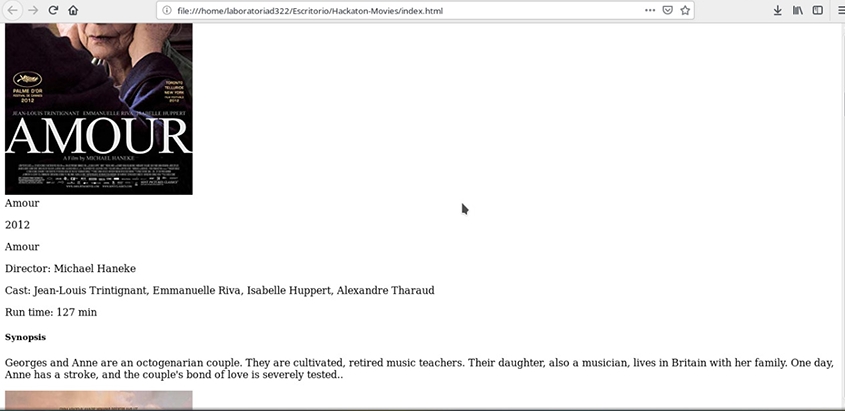 file:///home/laboratoriad322/Escritorio/Hackaton-Movies/index.html
PALME D'OR
FESTIVAL DE CANNES
2012
TORONTO
TELLURIDE
NEW YORK
FILM FESTIVALS
2012
JEAN-LOUIS TRINTIGNANT EMMANUELLE RIVA ISABELLE HUPPERT
AMOUR
A Film by MICHAEL HANEKE
Amour
2012
Amour
Director: Michael Haneke
Cast: Jean-Louis Trintignant, Emmanuelle Riva, Isabelle Huppert, Alexandre Tharaud
Run time: 127 min
Synopsis
Georges and Anne are an octogenarian couple. They are cultivated, retired music teachers. Their daughter, also a musician, lives in Britain with her family. One day,
Anne has a stroke, and the couple's bond of love is severely tested..